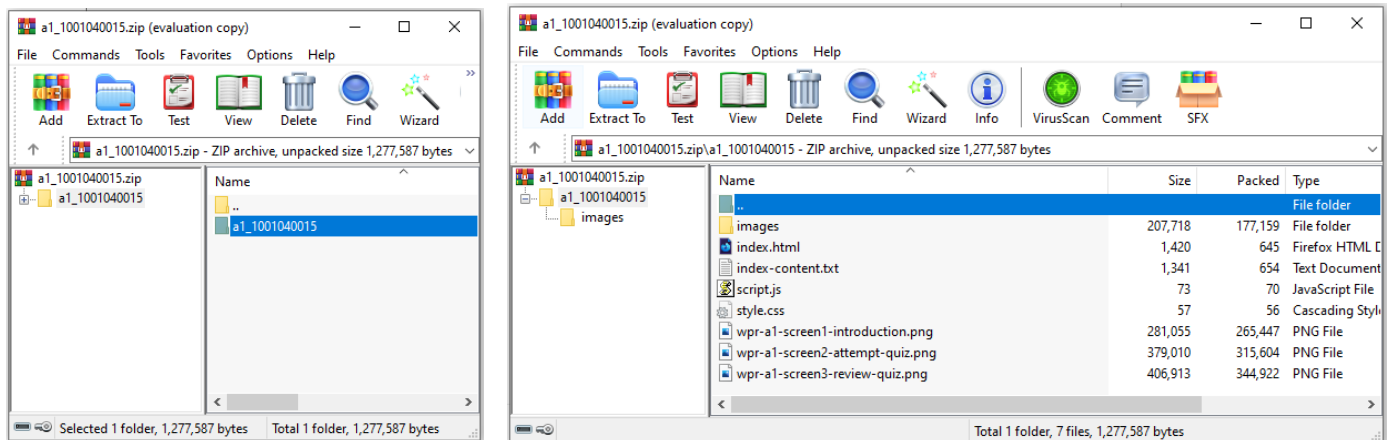 a1_1001040015.zip (evaluation copy)
File Commands Tools Favorites Options Help
»
Add Extract To Test View Delete Find Wizard
a1_1001040015.zip - ZIP archive, unpacked size 1,277,587 bytes
a1_1001040015.zip
a1_1001040015
Name
..
a1_1001040015
Selected 1 folder, 1,277,587 bytes Total 1 folder, 1,277,587 bytes
a1_1001040015.zip (evaluation copy)
File Commands Tools Favorites Options Help
Add Extract To Test View Delete Find Wizard Info VirusScan Comment SFX
a1_1001040015.zip\a1_1001040015 - ZIP archive, unpacked size 1,277,587 bytes
a1_1001040015.zip
a1_1001040015
images
Name Size Packed Type
.. File folder
images 207,718 177,159 File folder
index.html 1,420 645 Firefox HTML D
index-content.txt 1,341 654 Text Document
script.js 73 70 JavaScript File
style.css 57 56 Cascading Style
wpr-a1-screen1-introduction.png 281,055 265,447 PNG File
wpr-a1-screen2-attempt-quiz.png 379,010 315,604 PNG File
wpr-a1-screen3-review-quiz.png 406,913 344,922 PNG File
Total 1 folder, 7 files, 1,277,587 bytes